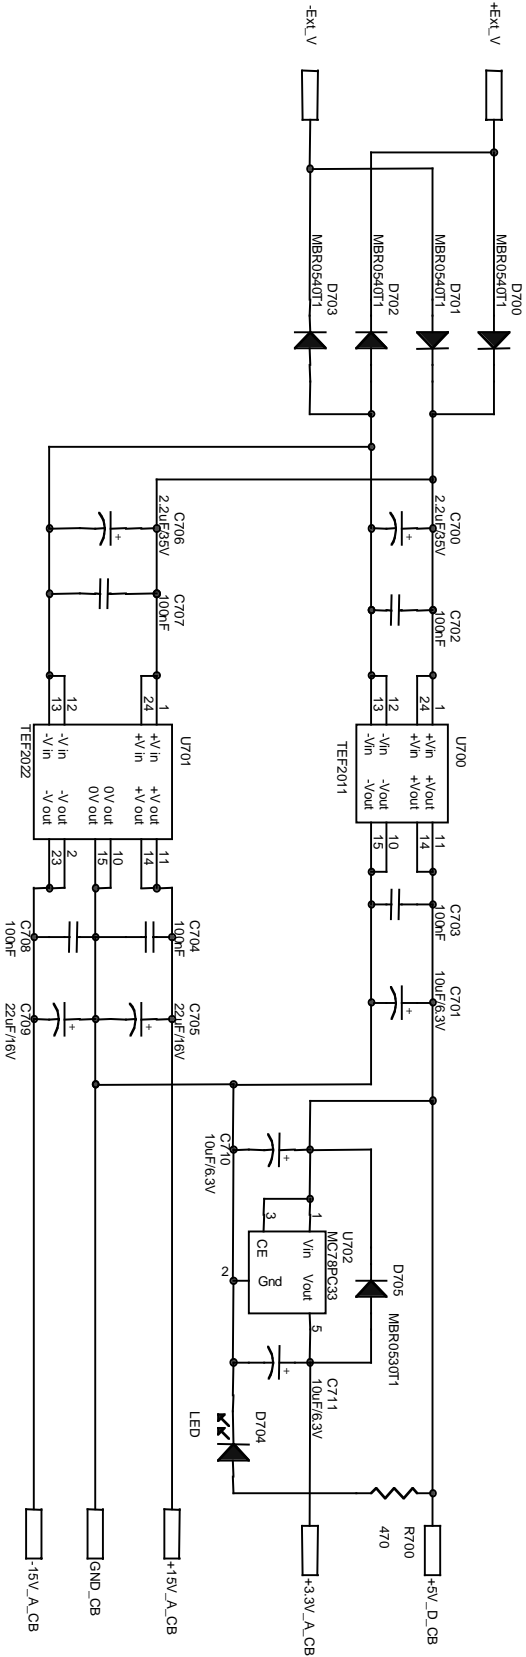 +Ext_V
-Ext_V
D700
MBR0540T1
D701
MBR0540T1
D702
MBR0540T1
D703
MBR0540T1
C700
2.2uF/35V
C702
100nF
C706
2.2uF/35V
C707
100nF
U700
TEF2011
1
24
12
13
+Vin
+Vin
-Vin
-Vin
+Vout
+Vout
-Vout
-Vout
11
14
10
15
U701
TEF2022
1
24
12
13
+V in
+V in
-V in
-V in
+V out
+V out
0V out
0V out
-V out
-V out
11
14
10
15
2
23
C703
100nF
C701
10uF/6.3V
C704
100nF
C705
22uF/16V
C708
100nF
C709
22uF/16V
C710
10uF/6.3V
U702
MC78PC33
1
3
2
5
Vin
CE
Gnd
Vout
D705
MBR0530T1
C711
10uF/6.3V
D704
LED
R700
470
+5V_D_CB
+3.3V_A_CB
+15V_A_CB
GND_CB
-15V_A_CB
+
+
+
+
+
+
+